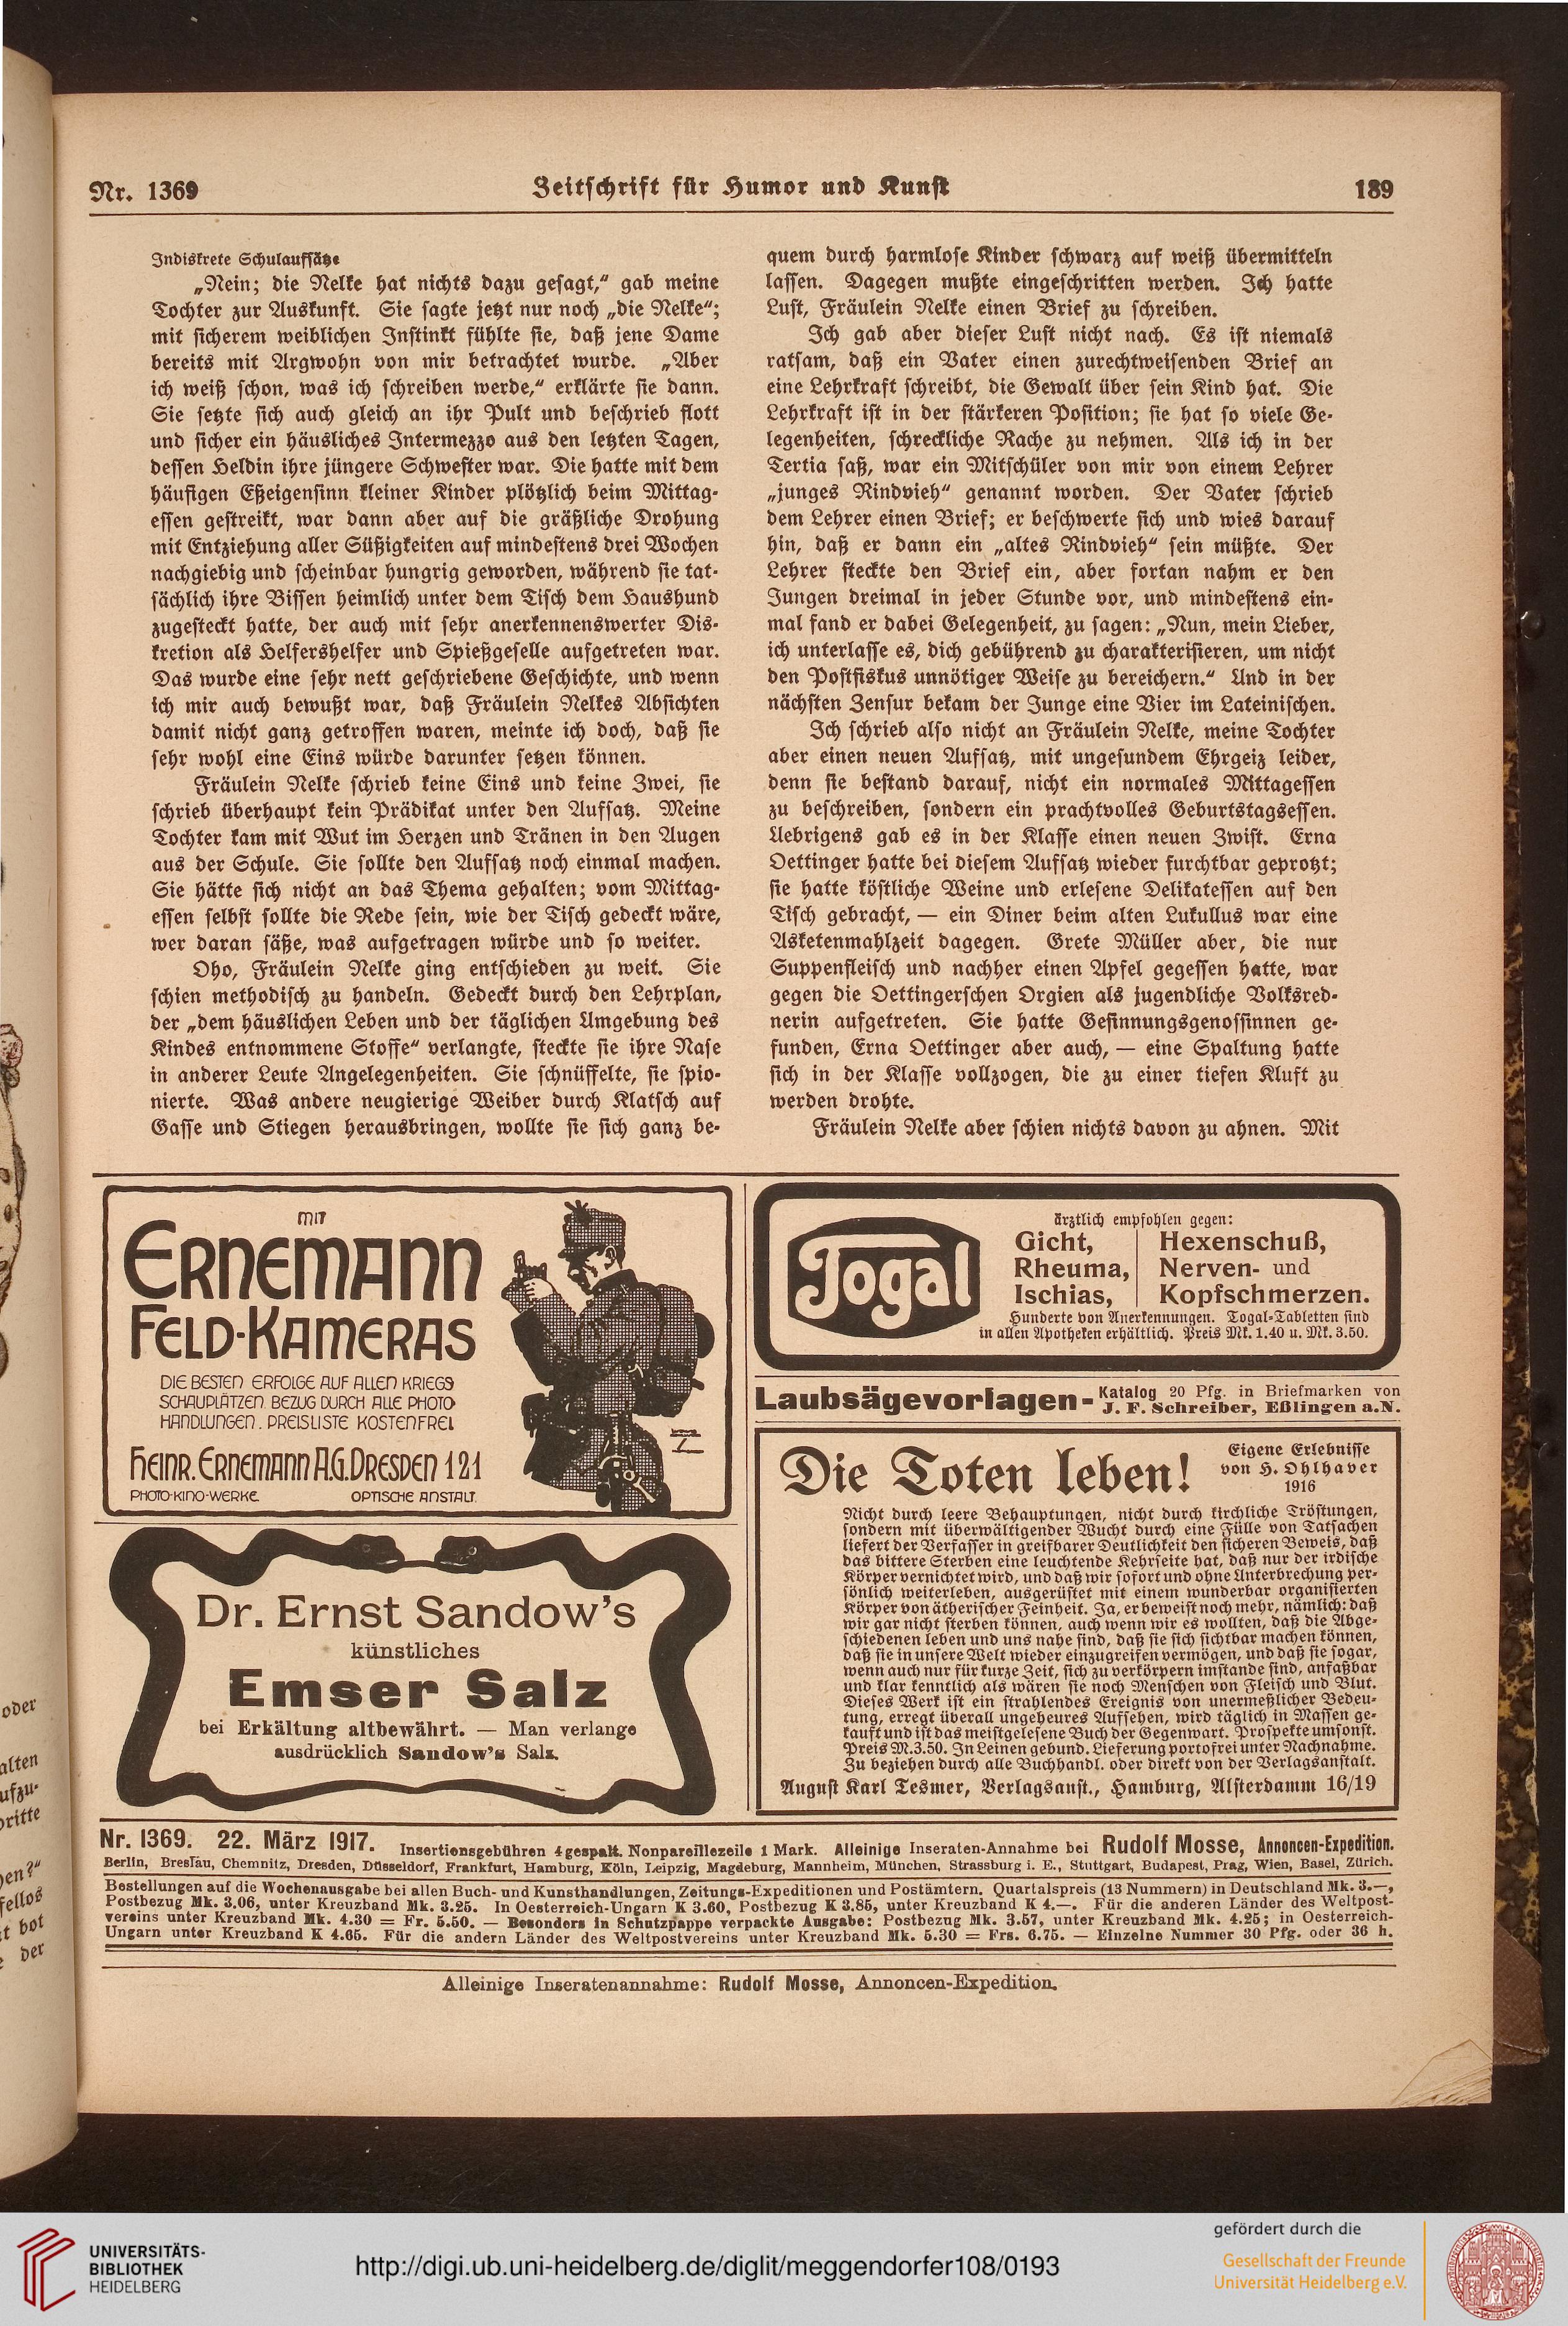 Nr. 1369
Zeitschrift für Humor und Kunst
189
Indiskrete Schulaufsätze
„Nein; die Nelke hat nichts dazu gesagt,“ gab meine
Tochter zur Auskunft. Sie sagte jetzt nur noch „die Nelke“;
mit sicherem weiblichen Instinkt fühlte sie, daß jene Dame
bereits mit Argwohn von mir betrachtet wurde. „Aber
ich weiß schon, was ich schreiben werde,“ erklärte sie dann.
Sie setzte sich auch gleich an ihr Pult und beschrieb flott
und sicher ein häusliches Intermezzo aus den letzten Tagen,
dessen Heldin ihre jüngere Schwester war. Die hatte mit dem
häufigen Eßeigensinn kleiner Kinder plötzlich beim Mittag-
essen gestreikt, war dann aber auf die gräßliche Drohung
mit Entziehung aller Süßigkeiten auf mindestens drei Wochen
nachgiebig und scheinbar hungrig geworden, während sie tat-
sächlich ihre Bissen heimlich unter dem Tisch dem Haushund
zugesteckt hatte, der auch mit sehr anerkennenswerter Dis-
kretion als Helfershelfer und Spießgeselle aufgetreten war.
Das wurde eine sehr nett geschriebene Geschichte, und wenn
ich mir auch bewußt war, daß Fräulein Nelkes Absichten
damit nicht ganz getroffen waren, meinte ich doch, daß sie
sehr wohl eine Eins würde darunter setzen können.
Fräulein Nelke schrieb keine Eins und keine Zwei, sie
schrieb überhaupt kein Prädikat unter den Aufsatz. Meine
Tochter kam mit Wut im Herzen und Tränen in den Augen
aus der Schule. Sie sollte den Aufsatz noch einmal machen.
Sie hätte sich nicht an das Thema gehalten; vom Mittag-
essen selbst sollte die Rede sein, wie der Tisch gedeckt wäre,
wer daran säße, was aufgetragen würde und so weiter.
Oho, Fräulein Nelke ging entschieden zu weit. Sie
schien methodisch zu handeln. Gedeckt durch den Lehrplan,
der „dem häuslichen Leben und der täglichen Umgebung des
Kindes entnommene Stoffe“ verlangte, steckte sie ihre Nase
in anderer Leute Angelegenheiten. Sie schnüffelte, sie spio-
nierte. Was andere neugierige Weiber durch Klatsch auf
Gasse und Stiegen herausbringen, wollte sie sich ganz be-
quem durch harmlose Kinder schwarz auf weiß übermitteln
lassen. Dagegen mußte eingeschritten werden. Ich hatte
Lust, Fräulein Nelke einen Brief zu schreiben.
Ich gab aber dieser Lust nicht nach. Es ist niemals
ratsam, daß ein Vater einen zurechtweisenden Brief an
eine Lehrkraft schreibt, die Gewalt über sein Kind hat. Die
Lehrkraft ist in der stärkeren Position; sie hat so viele Ge-
legenheiten, schreckliche Rache zu nehmen. Als ich in der
Tertia saß, war ein Mitschüler von mir von einem Lehrer
„junges Rindvieh“ genannt worden. Der Vater schrieb
dem Lehrer einen Brief; er beschwerte sich und wies darauf
hin, daß er dann ein „altes Rindvieh“ sein müßte. Der
Lehrer steckte den Brief ein, aber fortan nahm er den
Jungen dreimal in jeder Stunde vor, und mindestens ein-
mal fand er dabei Gelegenheit, zu sagen: „Nun, mein Lieber,
ich unterlasse es, dich gebührend zu charakterisieren, um nicht
den Postfiskus unnötiger Weise zu bereichern.“ Und in der
nächsten Zensur bekam der Junge eine Vier im Lateinischen.
Ich schrieb also nicht an Fräulein Nelke, meine Tochter
aber einen neuen Aufsatz, mit ungesundem Ehrgeiz leider,
denn sie bestand darauf, nicht ein normales Mittagessen
zu beschreiben, sondern ein prachtvolles Geburtstagsessen.
Uebrigens gab es in der Klasse einen neuen Zwist. Erna
Oettinger hatte bei diesem Aufsatz wieder furchtbar geprotzt;
sie hatte köstliche Weine und erlesene Delikatessen auf den
Tisch gebracht, — ein Diner beim alten Lukullus war eine
Asketenmahlzeit dagegen. Grete Müller aber, die nur
Suppenfleisch und nachher einen Apfel gegessen hatte, war
gegen die Oettingerschen Orgien als jugendliche Volksred-
nerin aufgetreten. Sie hatte Gesinnungsgenossinnen ge-
funden, Erna Oettinger aber auch, — eine Spaltung hatte
sich in der Klasse vollzogen, die zu einer tiefen Kluft zu
werden drohte.
Fräulein Nelke aber schien nichts davon zu ahnen. Mit
MIT
ERNEMANN
FELD-KAMERAS
DIE BESTEN ERFOLGE AUF ALLEN KRIEGS
SCHAUPLÄTZEN BEZUG DURCH ALLE PHOTO
HANDLUNGEN. PREISLISTE KOSTENFREI
HEINR. ERNEMANN A.G. DRESDEN 121
PHOTO-KINO-WERKE OPTISCHE ANSTALT
Dr. Ernst Sandow's
künstliches
Emser Salz
bei Erkältung altbewährt. — Man verlange
ausdrücklich Sandow's Salz.
Togal
ärztlich empfohlen gegen:
Gicht, Hexenschuß,
Rheuma, Nerven- und
Ischias, Kopfschmerzen.
Hunderte von Anerkennungen. Togal-Tabletten sind
in allen Apotheken erhältlich. Preis Mk. 1.40 u. Mk. 3.50.
Laubsägevorlagen- Katalog 20 Pfg. in Briefmarken von
J. F. Schreiber, Eßlingen a. N.
Die Toten leben!
Eigene Erlebnisse
von H. Ohlhaver
1916
Nicht durch leere Behauptungen, nicht durch kirchliche Tröstungen,
sondern mit überwältigender Wucht durch eine Fülle von Tatsachen
liefert der Verfasser in greifbarer Deutlichkeit den sicheren Beweis, daß
das bittere Sterben eine leuchtende Kehrseite hat, daß nur der irdische
Körper vernichtet wird, und daß wir sofort und ohne Unterbrechung per-
sönlich weiterleben, ausgerüstet mit einem wunderbar organisierten
Körper von ätherischer Feinheit. Ja, er beweist noch mehr, nämlich: daß
wir gar nicht sterben können, auch wenn wir es wollten, daß die Abge-
schiedenen leben und uns nahe sind, daß sie sich sichtbar machen können,
daß sie in unsere Welt wieder einzugreifen vermögen, und daß sie sogar,
wenn auch nur für kurze Zeit, sich zu verkörpern imstande sind, anfaßbar
und klar kenntlich als wären sie noch Menschen von Fleisch und Blut.
Dieses Werk ist ein strahlendes Ereignis von unermeßlicher Bedeu-
tung, erregt überall ungeheures Aufsehen, wird täglich in Massen ge-
kauft und ist das meistgelesene Buch der Gegenwart. Prospekte umsonst.
Preis M. 3.50. In Leinen gebund. Lieferung portofrei unter Nachnahme.
Zu beziehen durch alle Buchhandl. oder direkt von der Verlagsanstalt.
August Karl Tesmer, Verlagsanst., Hamburg, Alsterdamm 16/19
Nr. 1369. 22. März 1917. Insertionsgebühren 4 gespalt. Nonpareillezeile 1 Mark. Alleinige Inseraten-Annahme bei Rudolf Mosse, Annoncen-Expedition.
Berlin, Breslau, Chemnitz, Dresden, Düsseldorf, Frankfurt, Hamburg, Köln, Leipzig, Magdeburg, Mannheim, München, Strassburg i. E., Stuttgart, Budapest, Prag, Wien, Basel, Zürich.
Bestellungen auf die Wochenausgabe bei allen Buch- und Kunsthandlungen, Zeitungs-Expeditionen und Postämtern. Quartalspreis (13 Nummern) in Deutschland Mk. 3.—,
Postbezug Mk. 3.06, unter Kreuzband Mk. 3.25. In Oesterreich-Ungarn K 3.60, Postbezug K 3.85, unter Kreuzband K 4.—. Für die anderen Länder des Weltpost-
vereins unter Kreuzband Mk. 4.30 = Fr. 5.50. — Besonders in Schutzpappe verpackte Ausgabe: Postbezug Mk. 3.57, unter Kreuzband Mk. 4.25; in Oesterreich-
Ungarn unter Kreuzband K 4.65. Für die andern Länder des Weltpostvereins unter Kreuzband Mk. 5.30 = Frs. 6.75. — Einzelne Nummer 30 Pfg. oder 36 h.
Alleinige Inseratenannahme: Rudolf Mosse, Annoncen-Expedition.
oder
alten
ufzu-
dritte
en?“
fellos
t bot
der
UNIVERSITÄTS-
BIBLIOTHEK
HEIDELBERG
http://digi.ub.uni-heidelberg.de/diglit/meggendorfer108/0193
gefördert durch die
Gesellschaft der Freunde
Universität Heidelberg e.V.